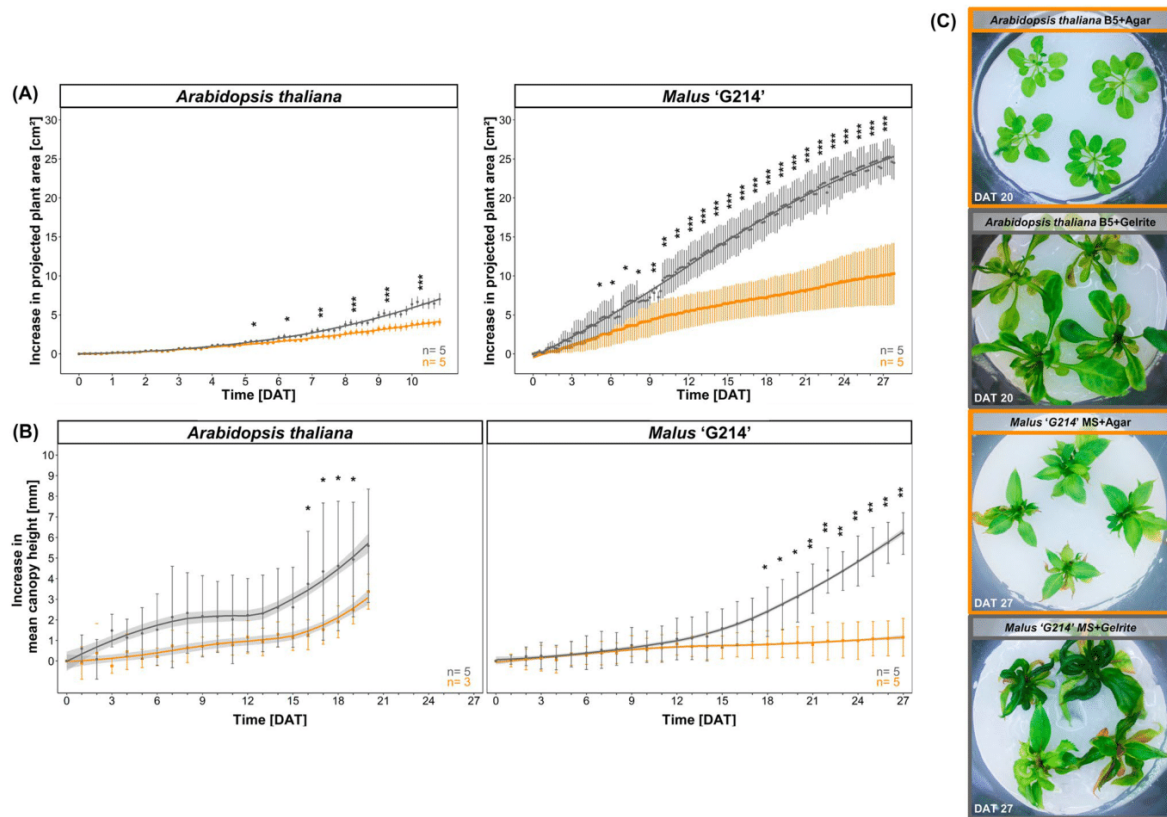 (A)
Arabidopsis thaliana
Malus 'G214'
Increase in projected plant area [cm²]
30
25
20
15
10
5
0
* * ** *** *** ***
n= 5
n= 5
0 1 2 3 4 5 6 7 8 9 10
Time [DAT]
Increase in projected plant area [cm²]
30
25
20
15
10
5
0
* * * * ** ** ** *** *** *** *** *** *** *** *** *** *** *** *** *** *** *** *** ***
n= 5
n= 5
0 3 6 9 12 15 18 21 24 27
Time [DAT]
(B)
Arabidopsis thaliana
Malus 'G214'
Increase in
mean canopy height [mm]
10
9
8
7
6
5
4
3
2
1
0
* * * *
n= 5
n= 3
0 3 6 9 12 15 18 21 24 27
Time [DAT]
* * * ** ** ** ** ** ** **
n= 5
n= 5
0 3 6 9 12 15 18 21 24 27
Time [DAT]
(C)
Arabidopsis thaliana B5+Agar
DAT 20
Arabidopsis thaliana B5+Gelrite
DAT 20
Malus 'G214' MS+Agar
DAT 27
Malus 'G214' MS+Gelrite
DAT 27